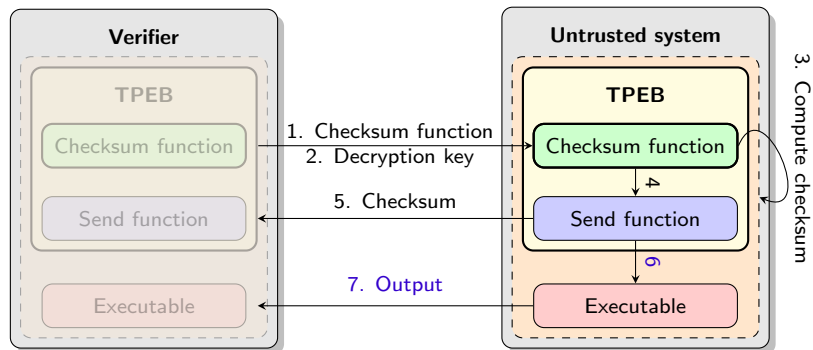 Verifier
TPEB
Checksum function
Send function
Executable
1. Checksum function
2. Decryption key
5. Checksum
7. Output
Untrusted system
TPEB
Checksum function
4
Send function
6
Executable
3. Compute checksum